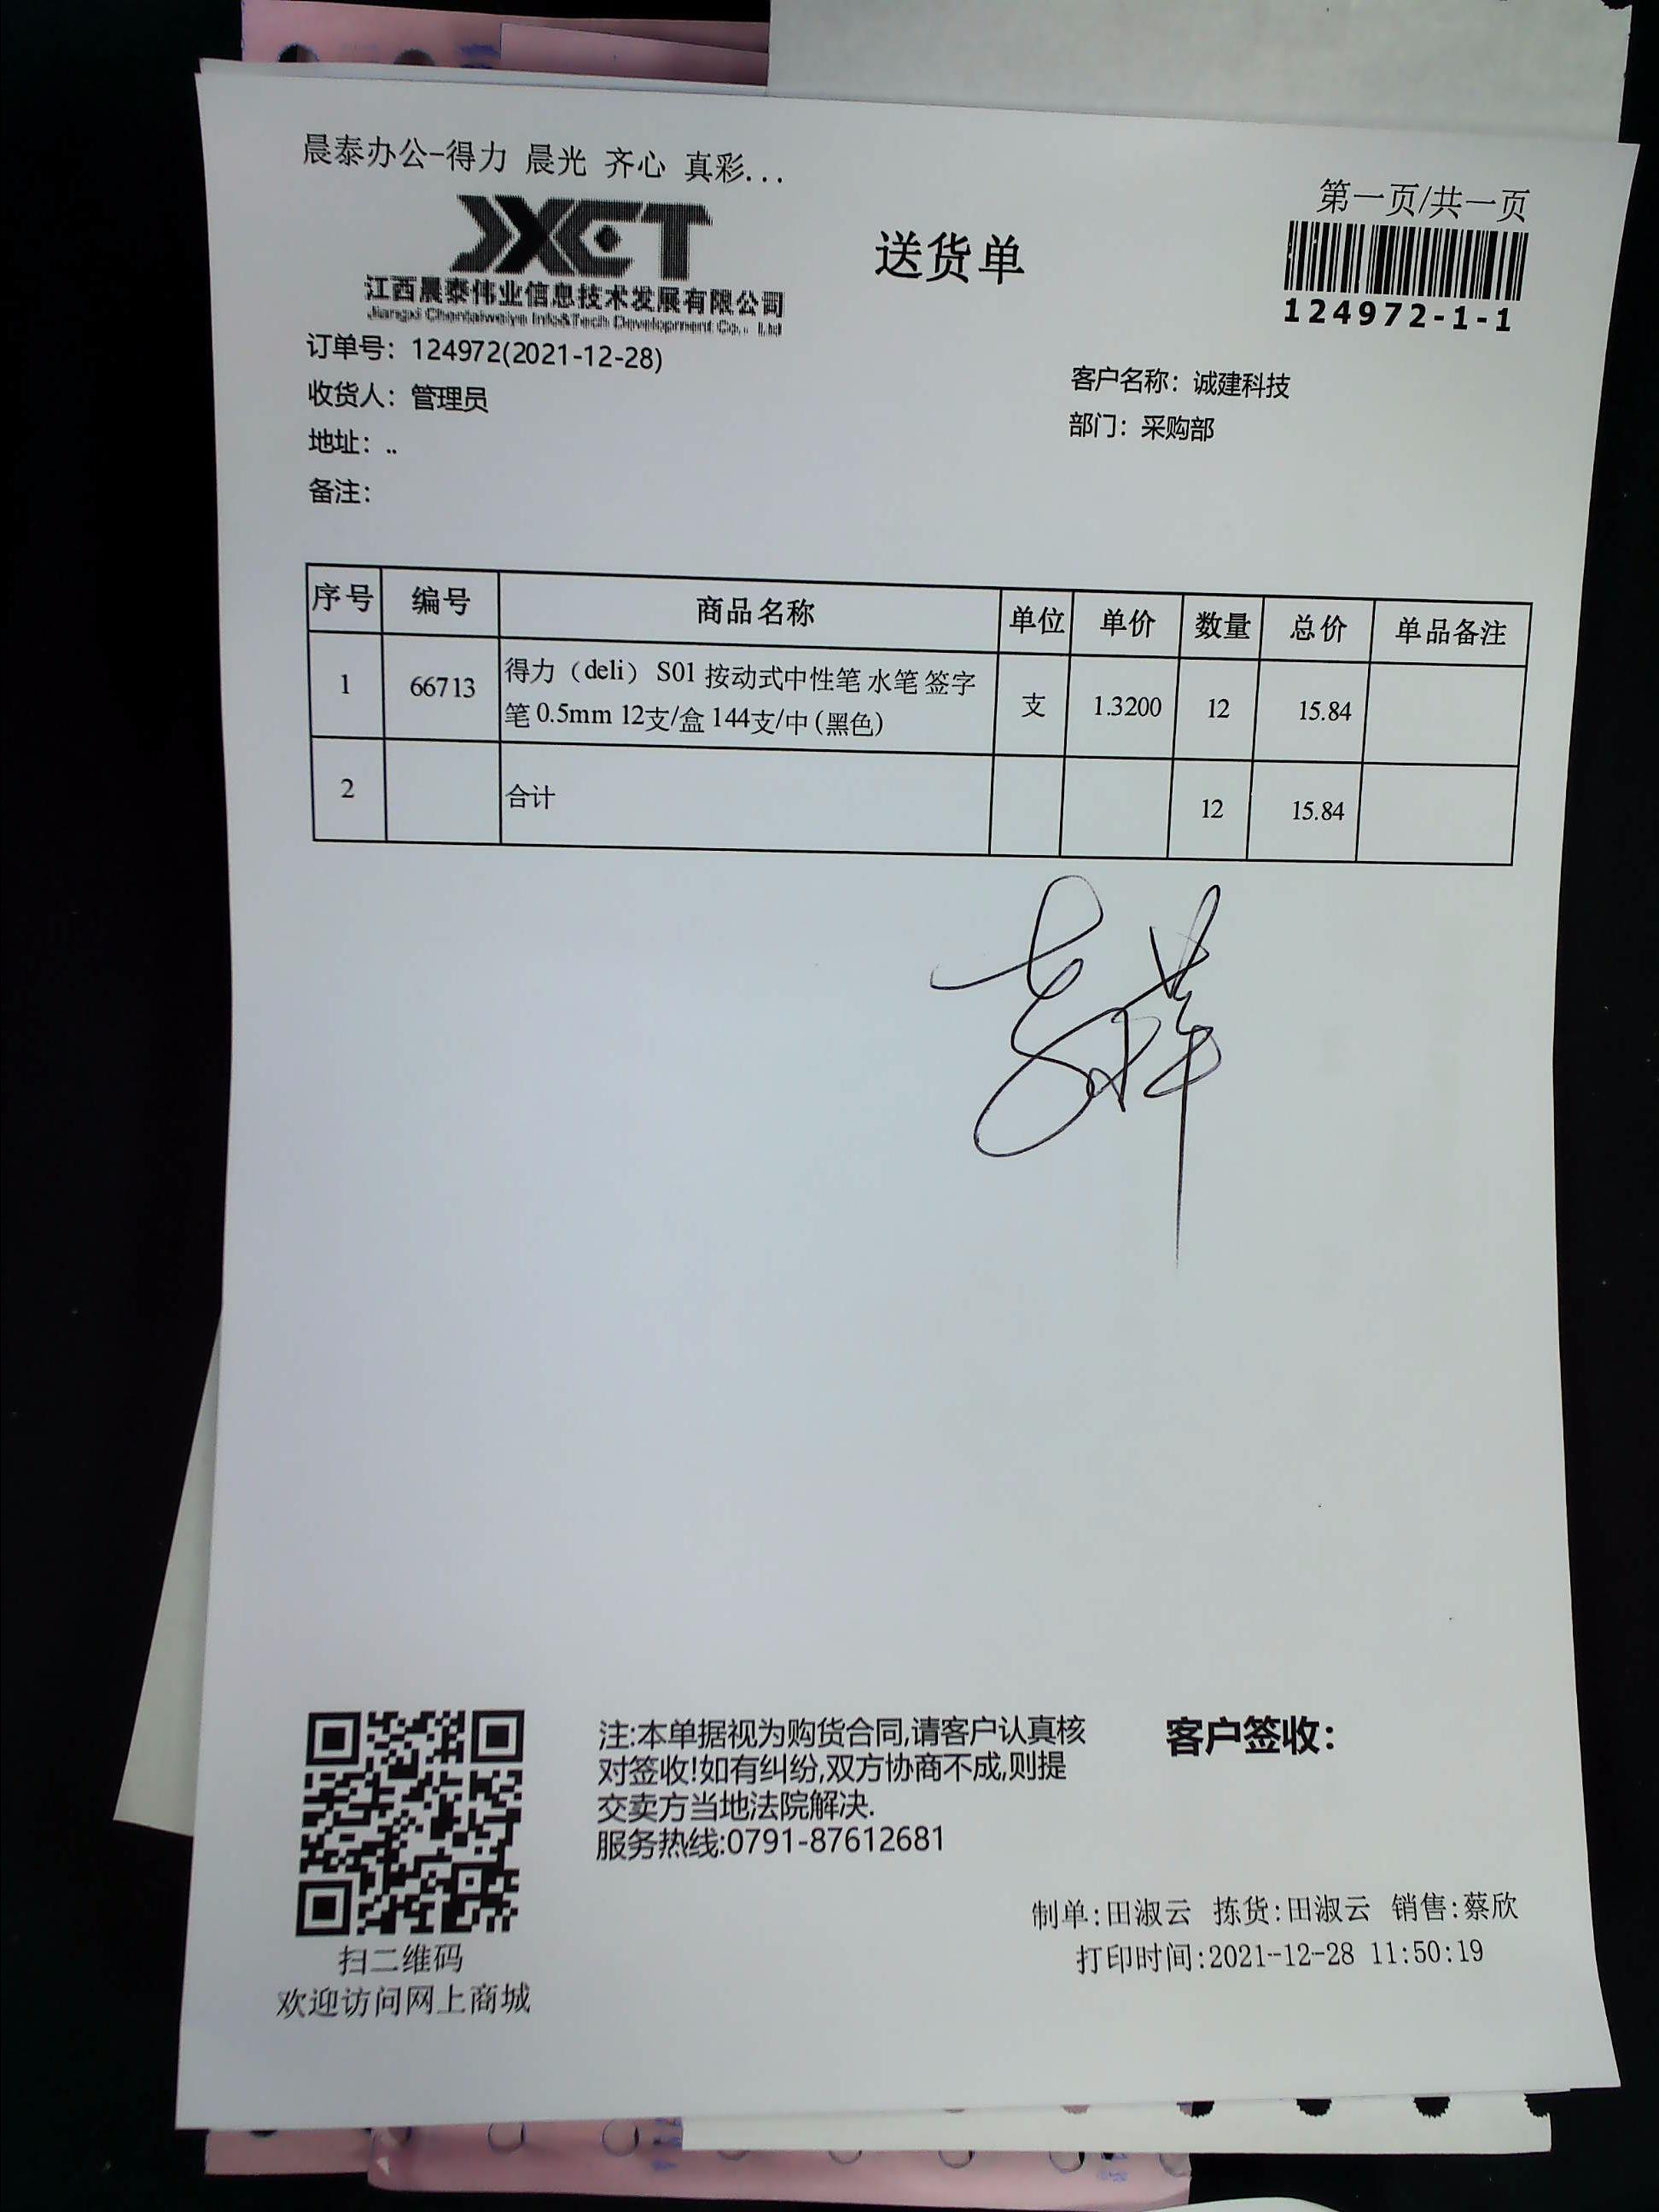 晨泰办公-得力 晨光 齐心 真彩...
第一页/共一页
JXCT
江西晨泰伟业信息技术发展有限公司
Jiangxi Chentaiweiye Info&Tech Development Co., Ltd
送货单
124972-1-1
订单号：124972(2021-12-28)
收货人：管理员
客户名称：诚建科技
地址：..
部门：采购部
备注：
序号 编号 商品名称 单位 单价 数量 总价 单品备注
1 66713 得力（deli）S01 按动式中性笔 水笔 签字
笔 0.5mm 12支/盒 144支/中 (黑色) 支 1.3200 12 15.84
2 合计 12 15.84
注:本单据视为购货合同,请客户认真核
对签收!如有纠纷,双方协商不成,则提
交卖方当地法院解决.
服务热线:0791-87612681
客户签收：
扫二维码
欢迎访问网上商城
制单:田淑云 拣货:田淑云 销售:蔡欣
打印时间:2021-12-28 11:50:19